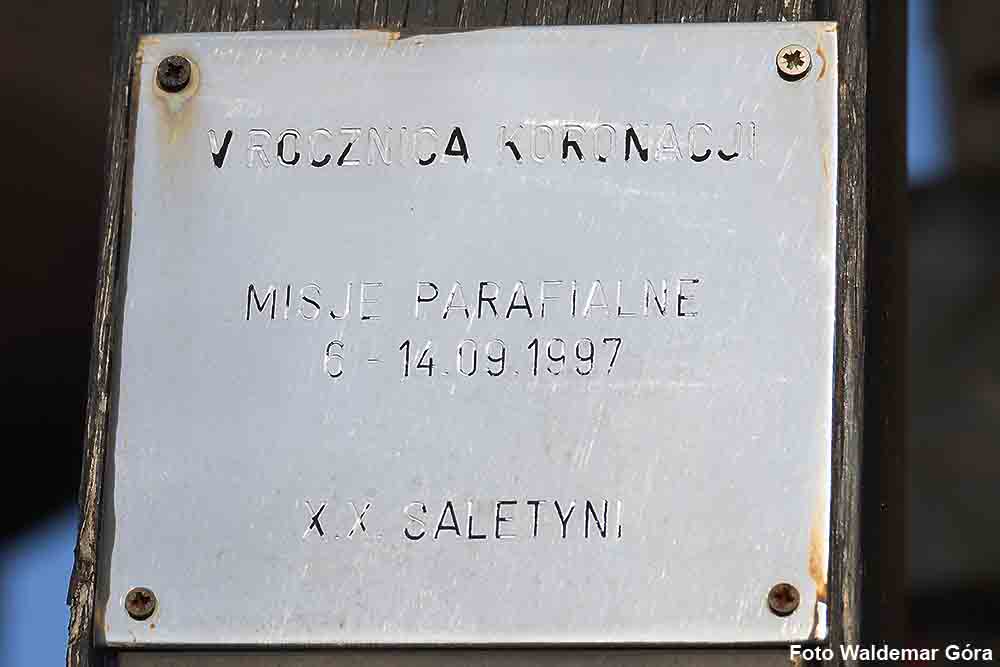 V ROCZNICA KORONACJI
MISJE PARAFIALNE
6 - 14.09.1997
X.X. SALETYNI
Foto Waldemar Góra